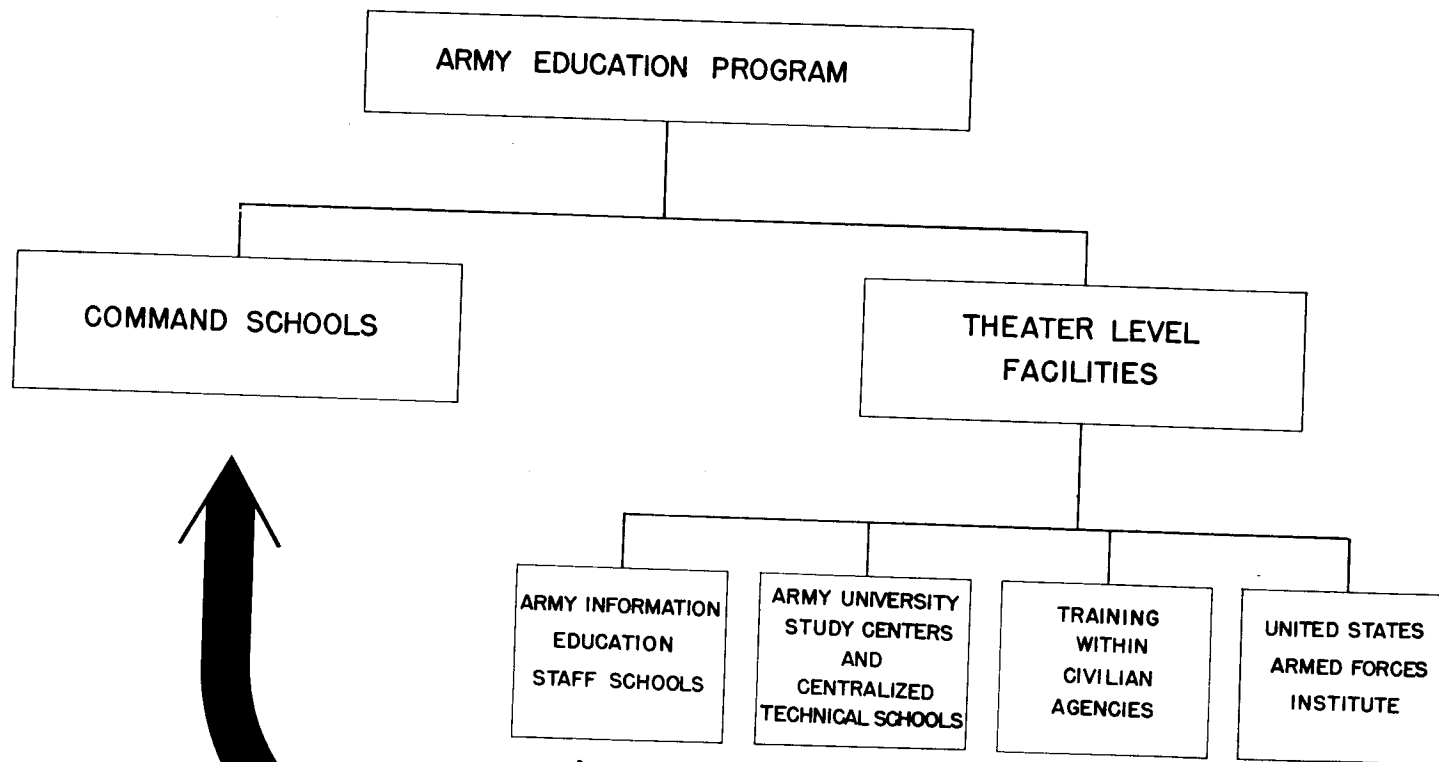 ARMY EDUCATION PROGRAM
COMMAND SCHOOLS
THEATER LEVEL
FACILITIES
ARMY INFORMATION
EDUCATION
STAFF SCHOOLS
ARMY UNIVERSITY
STUDY CENTERS
AND
CENTRALIZED
TECHNICAL SCHOOLS
TRAINING
WITHIN
CIVILIAN
AGENCIES
UNITED STATES
ARMED FORCES
INSTITUTE